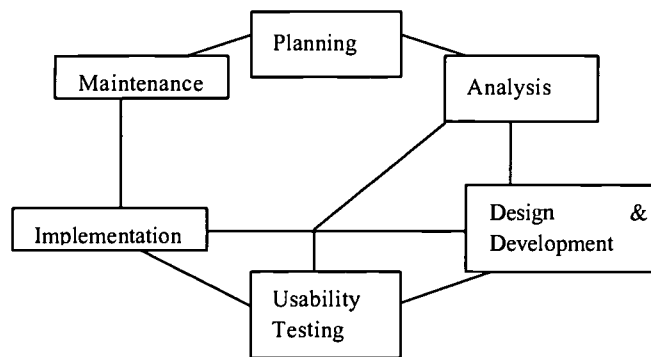 Planning
Maintenance
Analysis
Implementation
Design &
Development
Usability
Testing